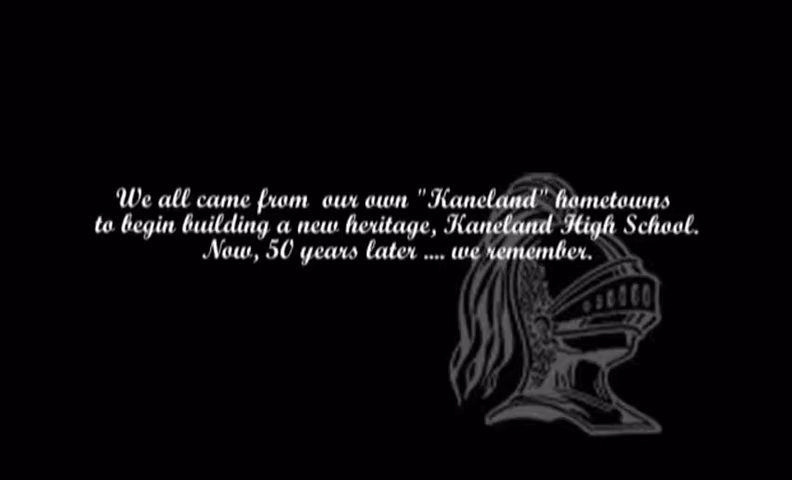 We all came from our own "Kaneland" hometowns
to begin building a new heritage, Kaneland High School.
Now, 50 years later .... we remember.